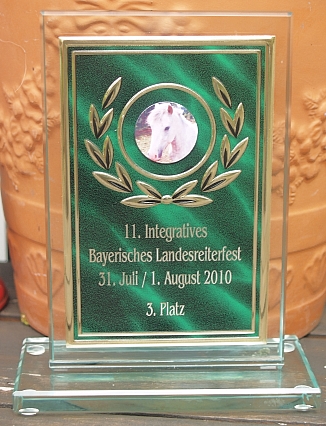 11. Integratives
Bayerisches Landesreiterfest
31. Juli / 1. August 2010
3. Platz